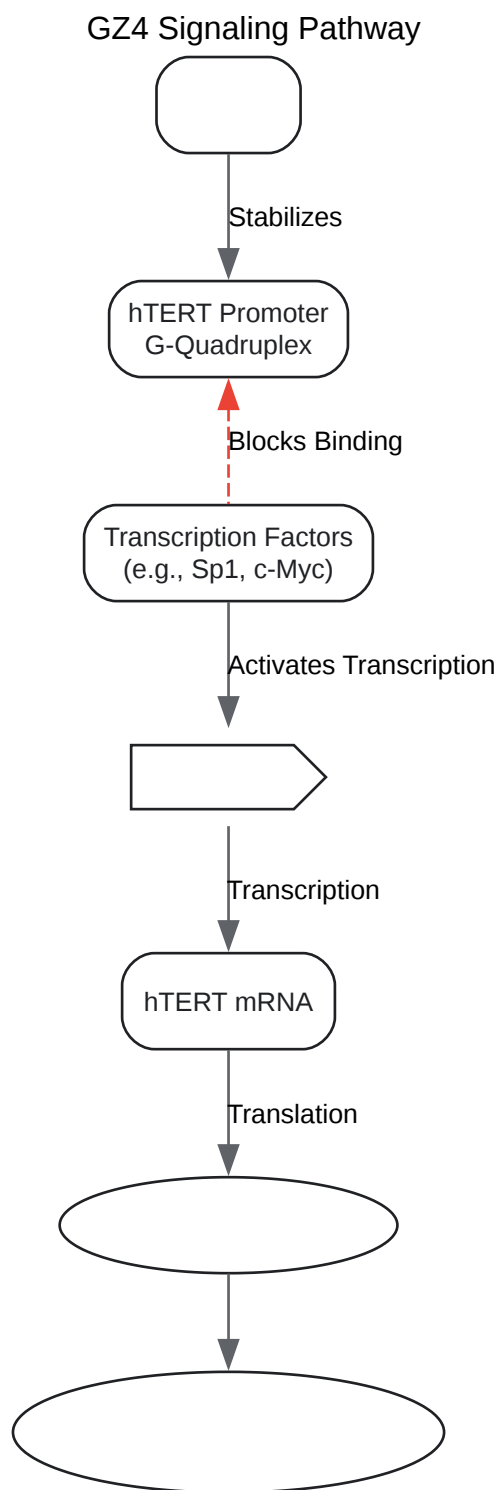 GZ4 Signaling Pathway
Stabilizes
hTERT Promoter
G-Quadruplex
Blocks Binding
Transcription Factors
(e.g., Sp1, c-Myc)
Activates Transcription
Transcription
hTERT mRNA
Translation